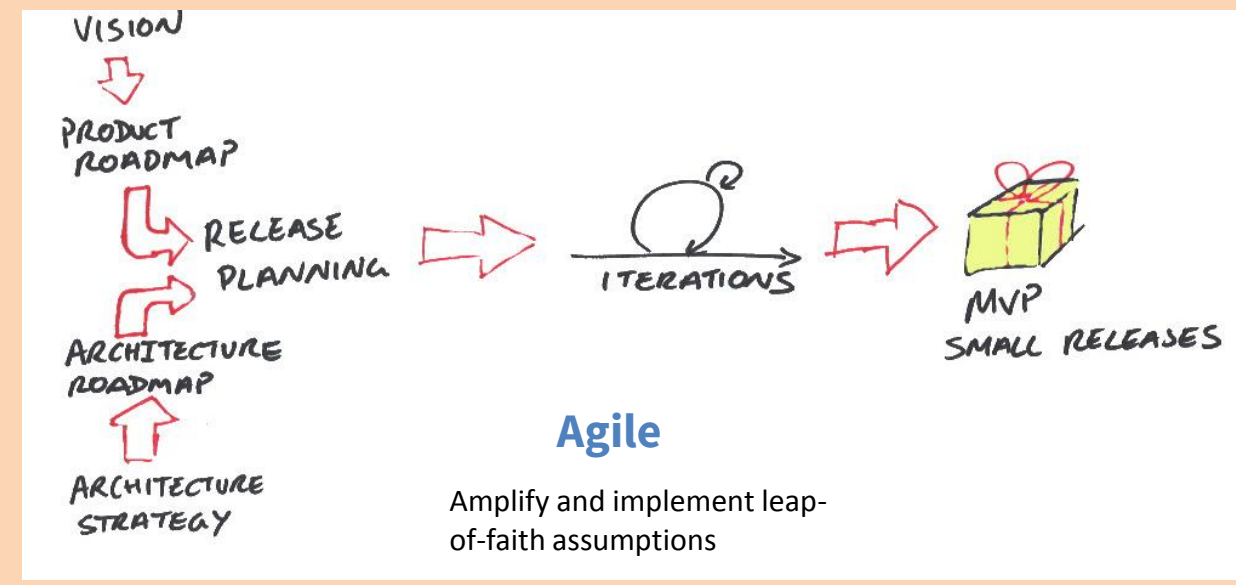 VISION
PRODUCT
ROADMAP
RELEASE
PLANNING
ARCHITECTURE
ROADMAP
ARCHITECTURE
STRATEGY
ITERATIONS
MVP
SMALL RELEASES
Agile
Amplify and implement leap-
of-faith assumptions